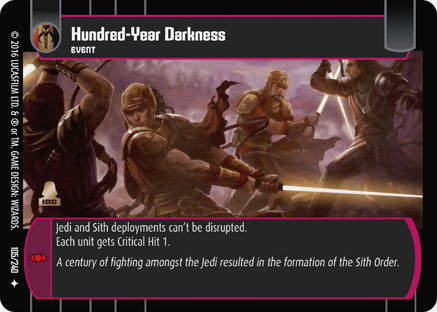 Hundred-Year Darkness
EVENT
IDC
Jedi and Sith deployments can't be disrupted.
Each unit gets Critical Hit 1.
A century of fighting amongst the Jedi resulted in the formation of the Sith Order.
© 2016 LUCASFILM LTD. & ® or TM. GAME DESIGN: WIZARDS. 105/240